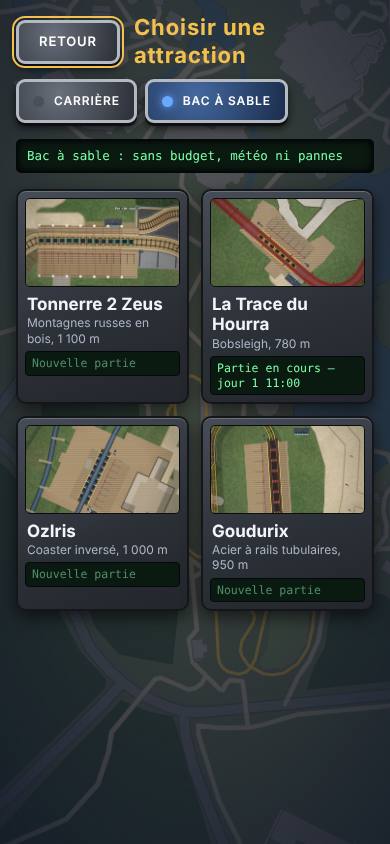 RETOUR
Choisir une
attraction
CARRIÈRE
BAC À SABLE
Bac à sable : sans budget, météo ni pannes
Tonnerre 2 Zeus
Montagnes russes en
bois, 1 100 m
Nouvelle partie
La Trace du
Hourra
Bobsleigh, 780 m
Partie en cours —
jour 1 11:00
OzIris
Coaster inversé, 1 000 m
Nouvelle partie
Goudurix
Acier à rails tubulaires,
950 m
Nouvelle partie